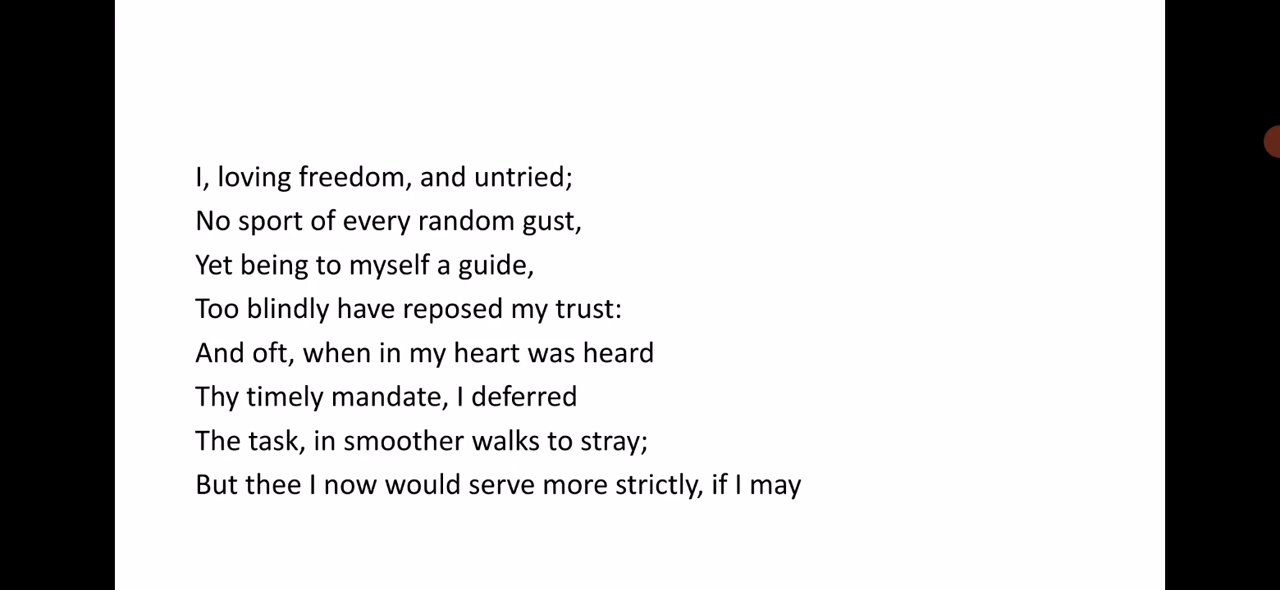 I, loving freedom, and untried;
No sport of every random gust,
Yet being to myself a guide,
Too blindly have reposed my trust:
And oft, when in my heart was heard
Thy timely mandate, I deferred
The task, in smoother walks to stray;
But thee I now would serve more strictly, if I may